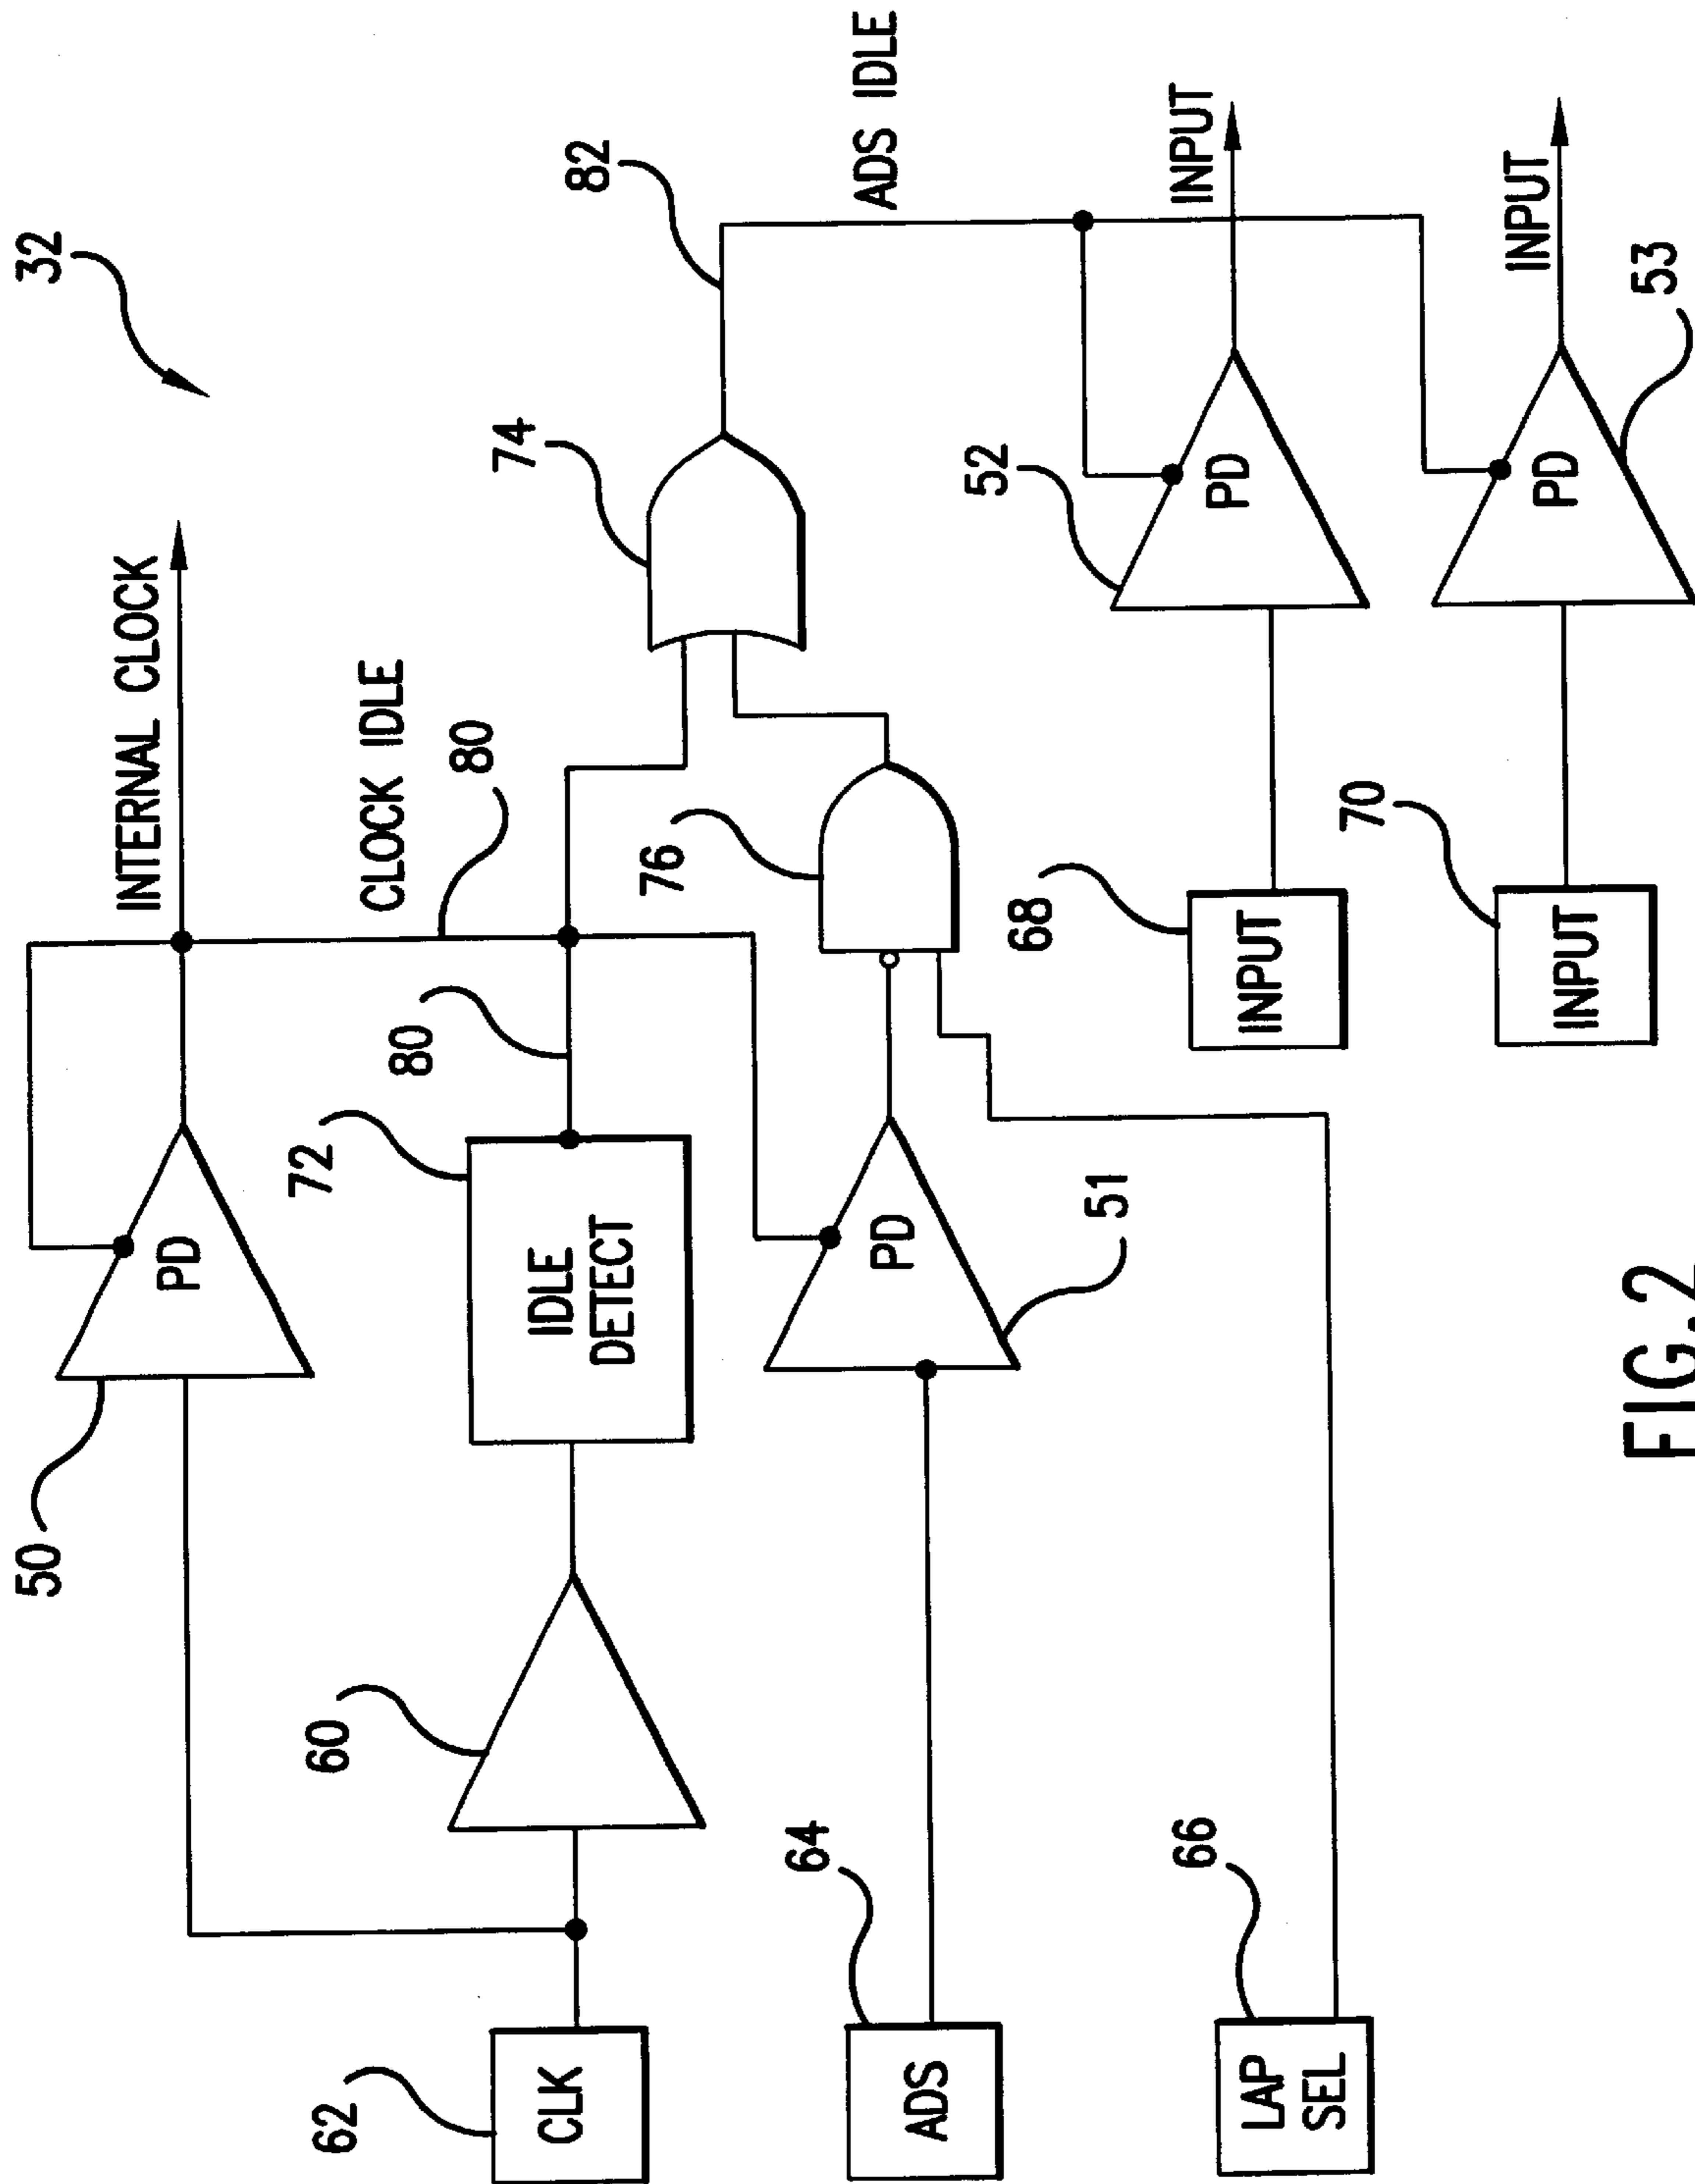 32
INTERNAL CLOCK
50
PD
CLOCK IDLE
80
82
ADS IDLE
74
72
80
IDLE
DETECT
60
62
CLK
76
64
ADS
PD
51
52
PD
INPUT
68
INPUT
66
LAP
SEL
70
INPUT
PD
INPUT
53
FIG.2